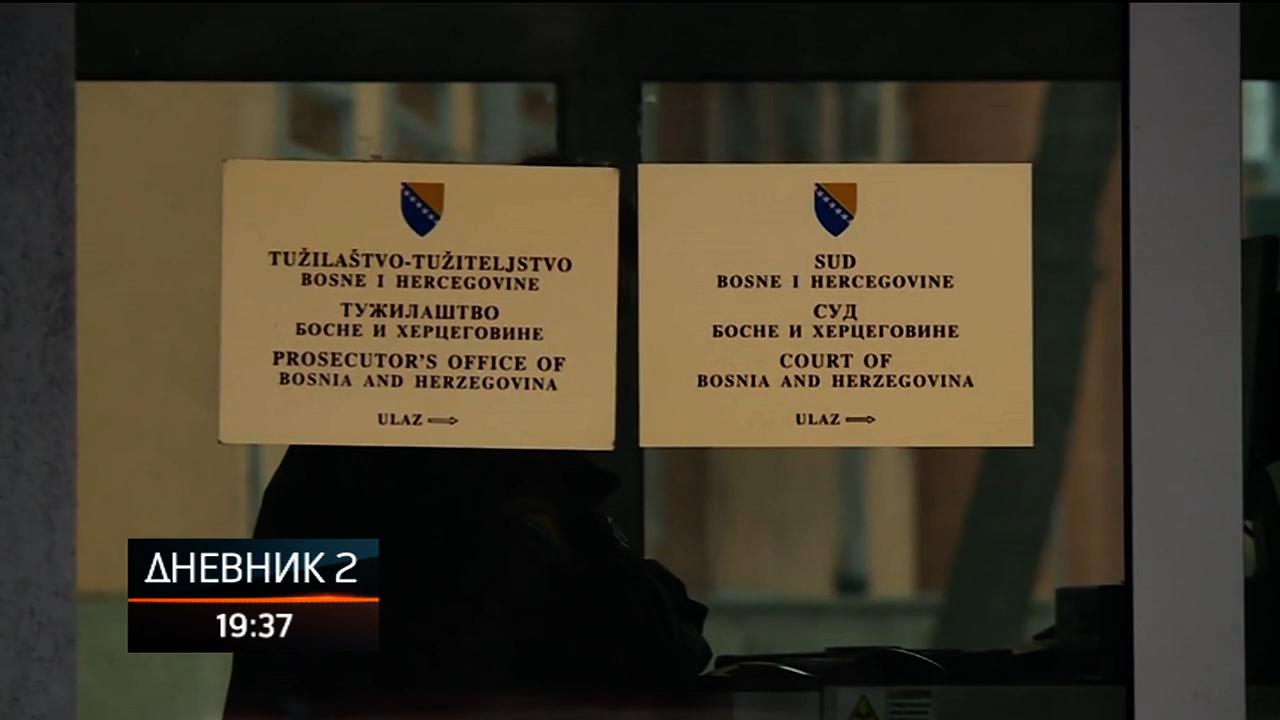 TUŽILAŠTVO-TUŽITELJSTVO
BOSNE I HERCEGOVINE
ТУЖИЛАШТВО
БОСНЕ И ХЕРЦЕГОВИНЕ
PROSECUTOR'S OFFICE OF
BOSNIA AND HERZEGOVINA
ULAZ
SUD
BOSNE I HERCEGOVINE
СУД
БОСНЕ И ХЕРЦЕГОВИНЕ
COURT OF
BOSNIA AND HERZEGOVINA
ULAZ
ДНЕВНИК 2
19:37